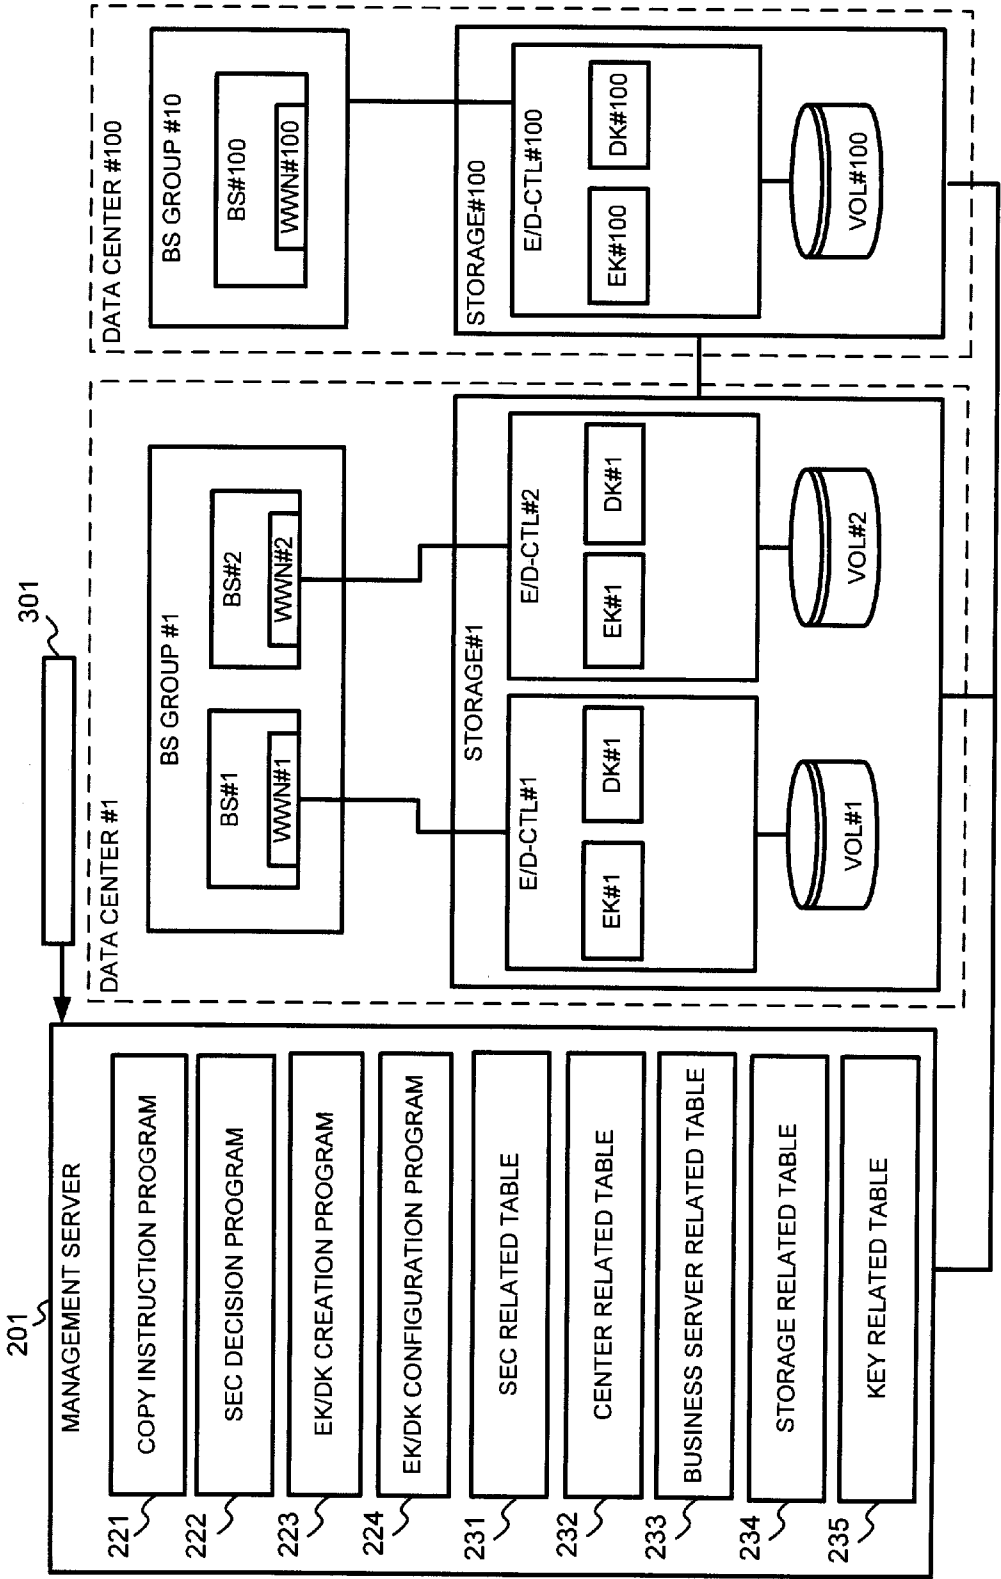 201
MANAGEMENT SERVER
221
COPY INSTRUCTION PROGRAM
222
SEC DECISION PROGRAM
223
EK/DK CREATION PROGRAM
224
EK/DK CONFIGURATION PROGRAM
231
SEC RELATED TABLE
232
CENTER RELATED TABLE
233
BUSINESS SERVER RELATED TABLE
234
STORAGE RELATED TABLE
235
KEY RELATED TABLE
301
DATA CENTER #1
BS GROUP #1
BS#1
WWN#1
BS#2
WWN#2
STORAGE#1
E/D-CTL#1
EK#1
DK#1
E/D-CTL#2
EK#1
DK#1
VOL#1
VOL#2
DATA CENTER #100
BS GROUP #10
BS#100
WWN#100
STORAGE#100
E/D-CTL#100
EK#100
DK#100
VOL#100